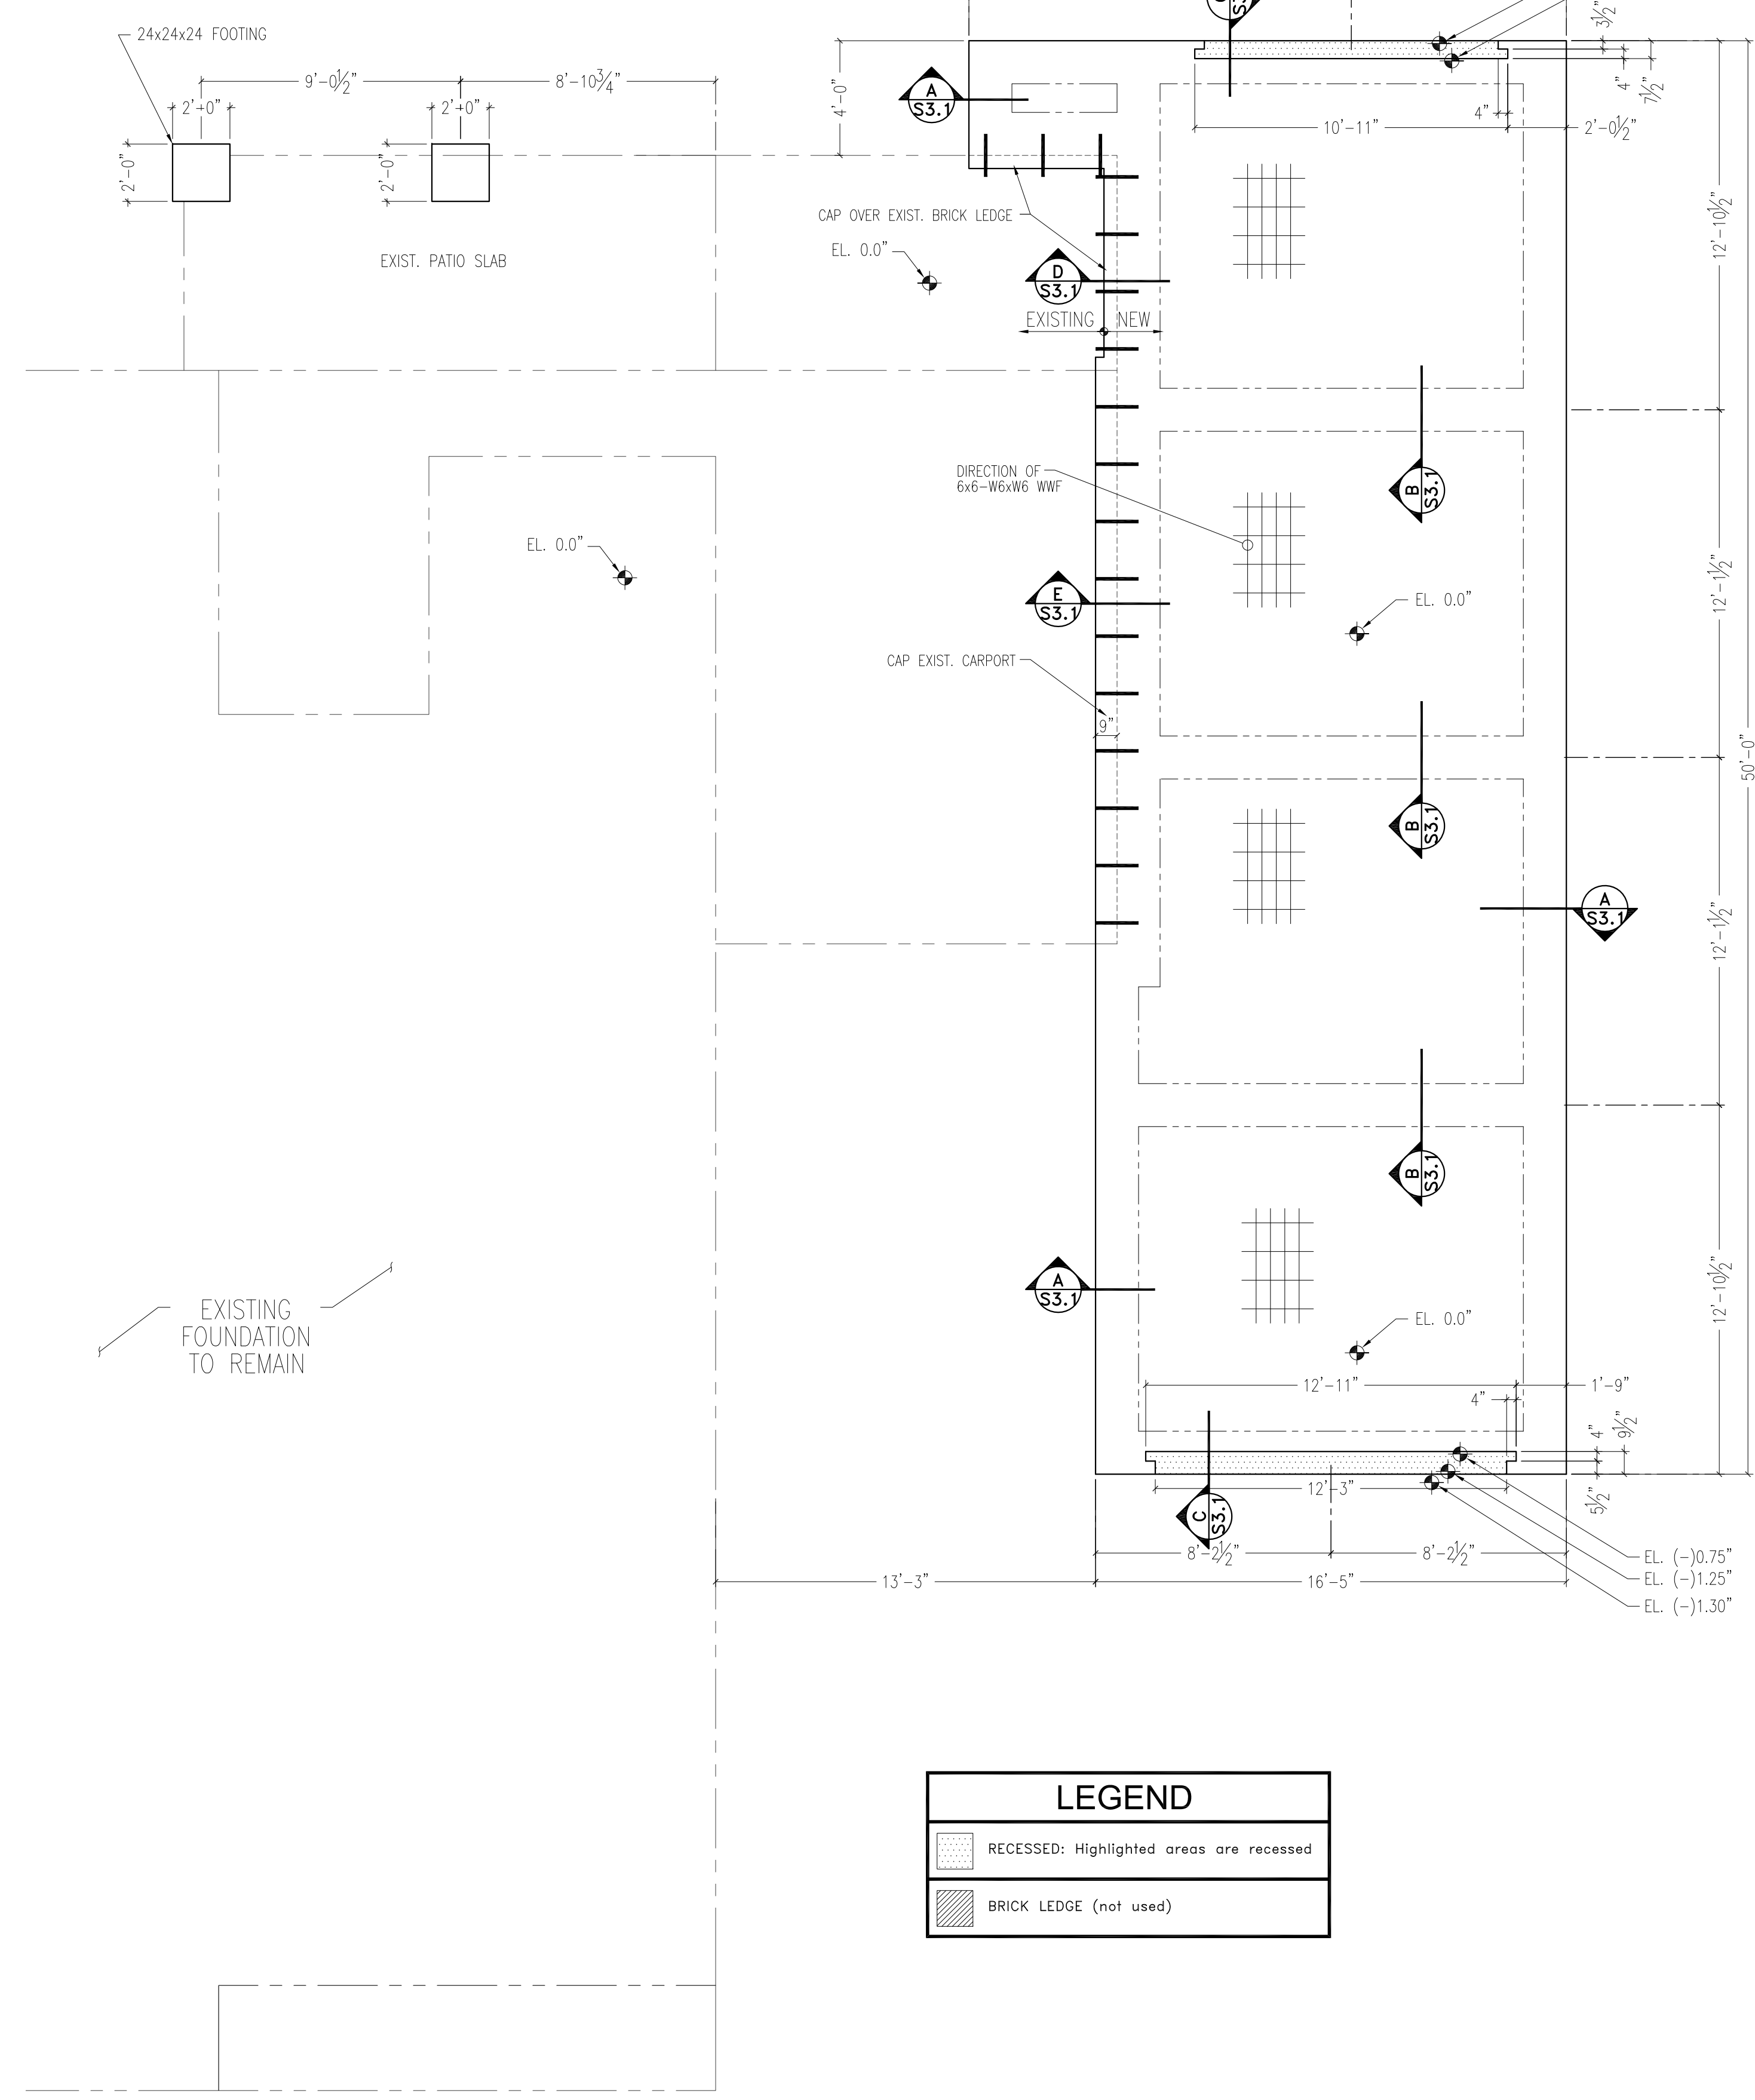 24x24x24 FOOTING
9'-0½"
8'-10¾"
2'-0"
2'-0"
2'-0"
2'-0"
4'-0"
3½"
4"
7½"
4"
10'-11"
2'-0½"
A
S3.1
CAP OVER EXIST. BRICK LEDGE
EL. 0.0"
EXIST. PATIO SLAB
D
S3.1
EXISTING NEW
12'-10½"
DIRECTION OF
6x6-W6xW6 WWF
B
S3.1
EL. 0.0"
E
S3.1
EL. 0.0"
12'-1½"
CAP EXIST. CARPORT
9"
50'-0"
B
S3.1
A
S3.1
12'-1½"
B
S3.1
A
S3.1
12'-10½"
EXISTING
FOUNDATION
TO REMAIN
EL. 0.0"
12'-11"
1'-9"
4"
4"
9½"
12'-3"
5½"
C
S3.1
8'-2½"
8'-2½"
13'-3"
16'-5"
EL. (-)0.75"
EL. (-)1.25"
EL. (-)1.30"
LEGEND
RECESSED: Highlighted areas are recessed
BRICK LEDGE (not used)